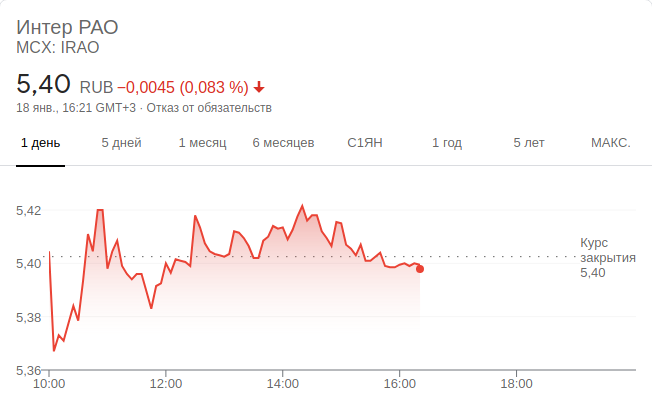 Интер РАО
MCX: IRAO
5,40 RUB −0,0045 (0,083 %)
18 янв., 16:21 GMT+3 · Отказ от обязательств
1 день 5 дней 1 месяц 6 месяцев С1ЯН 1 год 5 лет МАКС.
5,42
Курс
закрытия
5,40
5,40
5,38
5,36
10:00 12:00 14:00 16:00 18:00